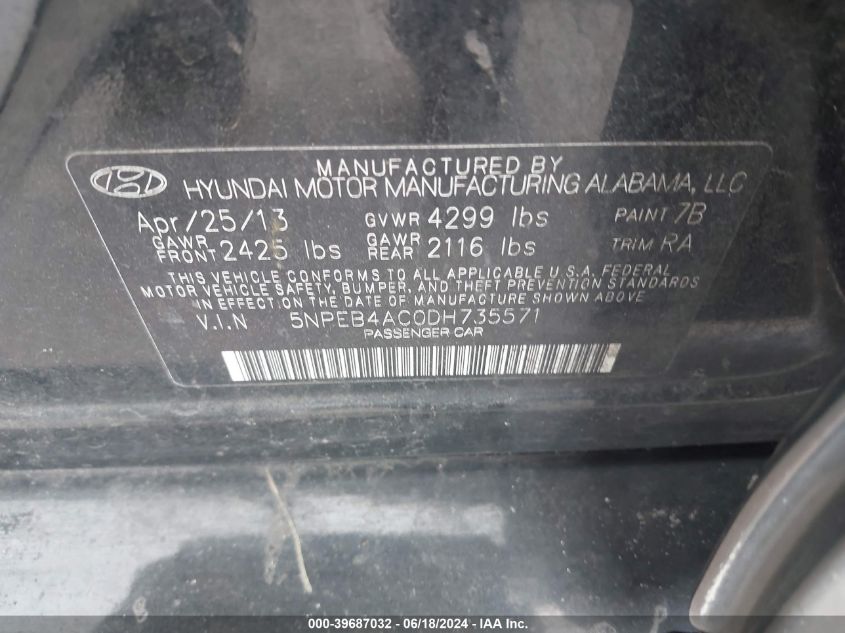 MANUFACTURED BY
HYUNDAI MOTOR MANUFACTURING ALABAMA, LLC
Apr/25/13 GVWR 4299 lbs PAINT 7B
GAWR FRONT 2425 lbs GAWR REAR 2116 lbs TRIM RA
THIS VEHICLE CONFORMS TO ALL APPLICABLE U.S.A. FEDERAL
MOTOR VEHICLE SAFETY, BUMPER, AND THEFT PREVENTION STANDARDS
IN EFFECT ON THE DATE OF MANUFACTURE SHOWN ABOVE
V.I.N 5NPEB4AC0DH735571
PASSENGER CAR
000-39687032 - 06/18/2024 - IAA Inc.